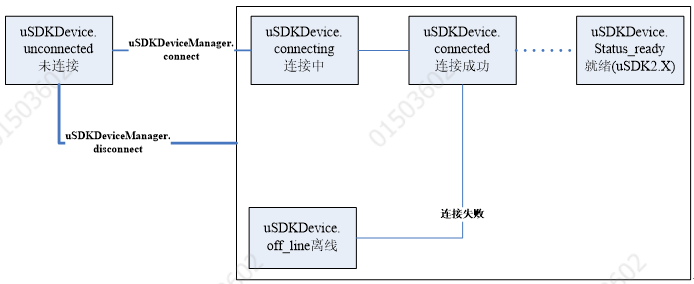 uSDKDevice.
unconnected
未连接
uSDKDeviceManager.
connect
uSDKDevice.
connecting
连接中
uSDKDevice.
connected
连接成功
uSDKDevice.
Status_ready
就绪(uSDK2.X)
uSDKDeviceManager.
disconnect
连接失败
uSDKDevice.
off_line离线
01503602
01503602